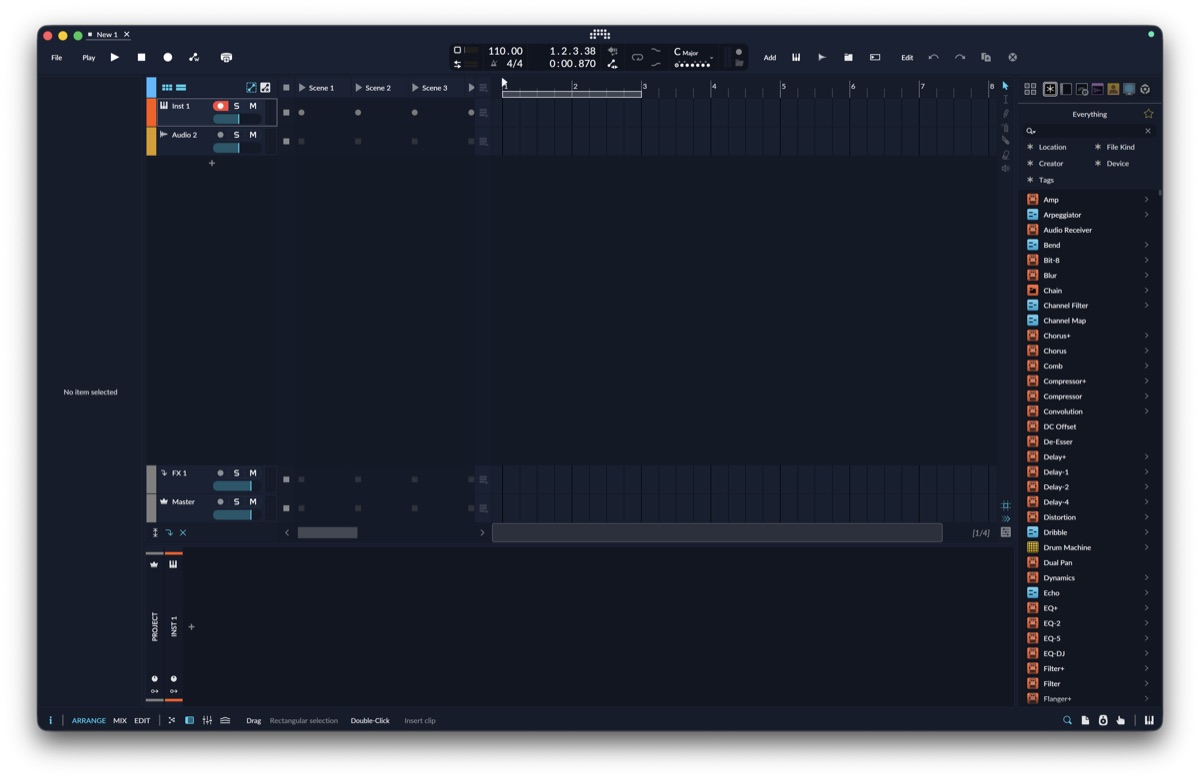 New 1
File Play 110.00 4/4 1.2.3.38 0:00.870 C Major Add Edit
Scene 1 Scene 2 Scene 3
1 2 3 4 5 6 7 8
Inst 1 S M
Audio 2 S M
+
No item selected
FX 1 S M
Master S M
[1/4]
PROJECT
INST 1
+
Everything
Location File Kind
Creator Device
Tags
Amp
Arpeggiator
Audio Receiver
Bend
Bit-8
Blur
Chain
Channel Filter
Channel Map
Chorus+
Chorus
Comb
Compressor+
Compressor
Convolution
DC Offset
De-Esser
Delay+
Delay-1
Delay-2
Delay-4
Distortion
Dribble
Drum Machine
Dual Pan
Dynamics
Echo
EQ+
EQ-2
EQ-5
EQ-DJ
Filter+
Filter
Flanger+
i ARRANGE MIX EDIT Drag Rectangular selection Double-Click Insert clip